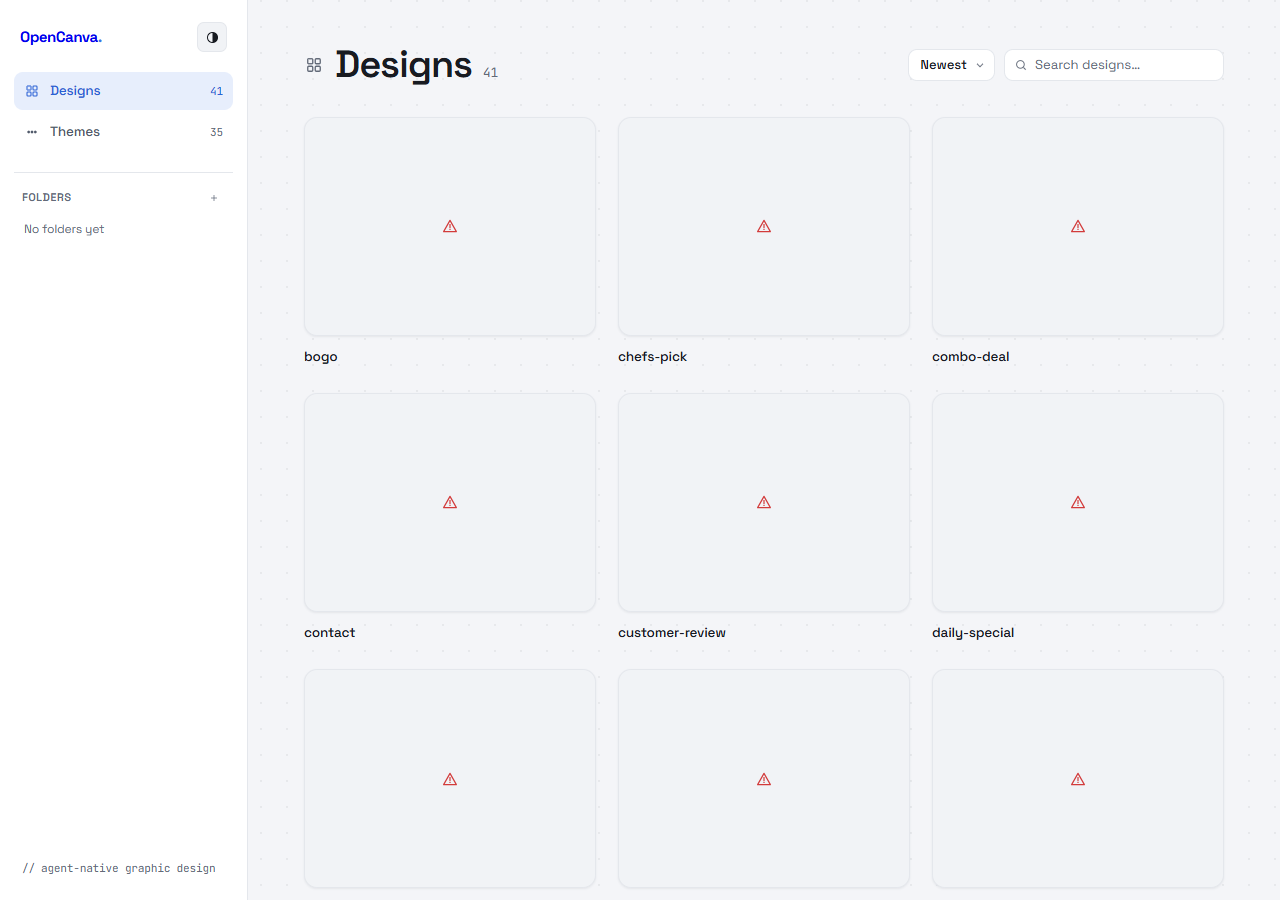 OpenCanva.
Designs 41
Themes 35
FOLDERS +
No folders yet
// agent-native graphic design
Designs 41
Newest
Search designs…
bogo
chefs-pick
combo-deal
contact
customer-review
daily-special